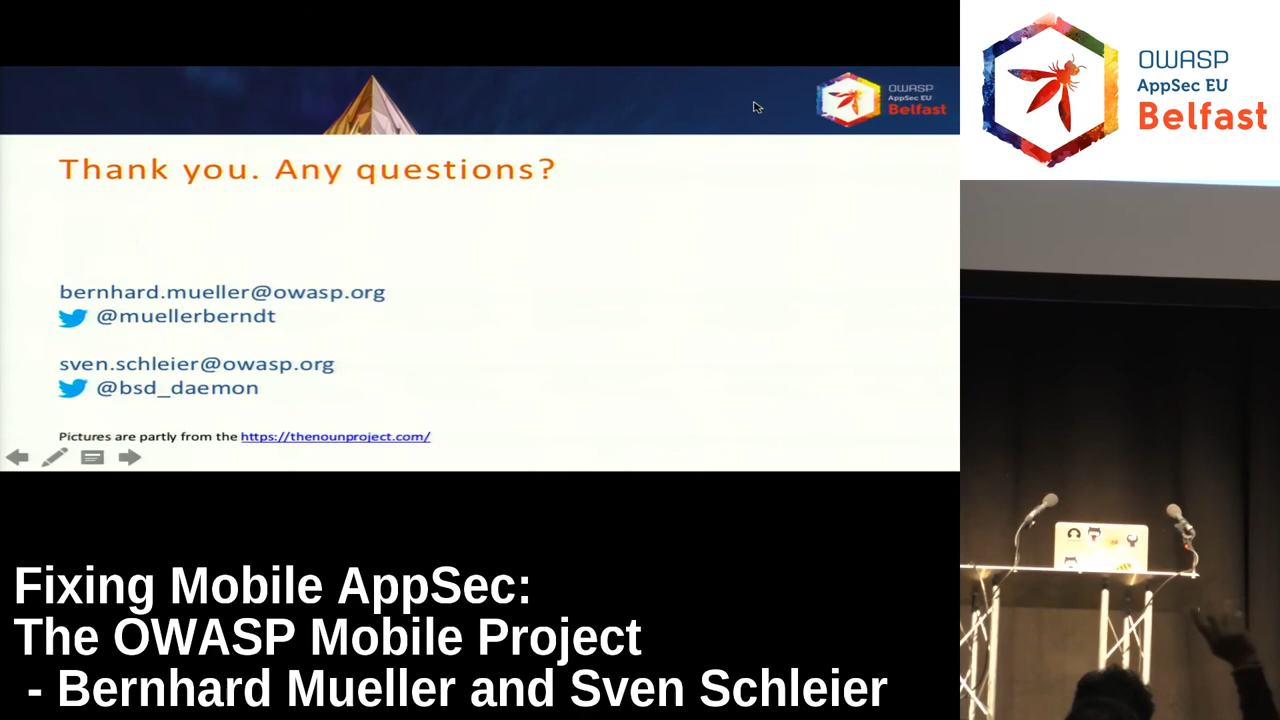 OWASP
AppSec EU
Belfast
Thank you. Any questions?
bernhard.mueller@owasp.org
@muellerberndt
sven.schleier@owasp.org
@bsd_daemon
Pictures are partly from the https://thenounproject.com/
OWASP
AppSec EU
Belfast
Fixing Mobile AppSec:
The OWASP Mobile Project
- Bernhard Mueller and Sven Schleier